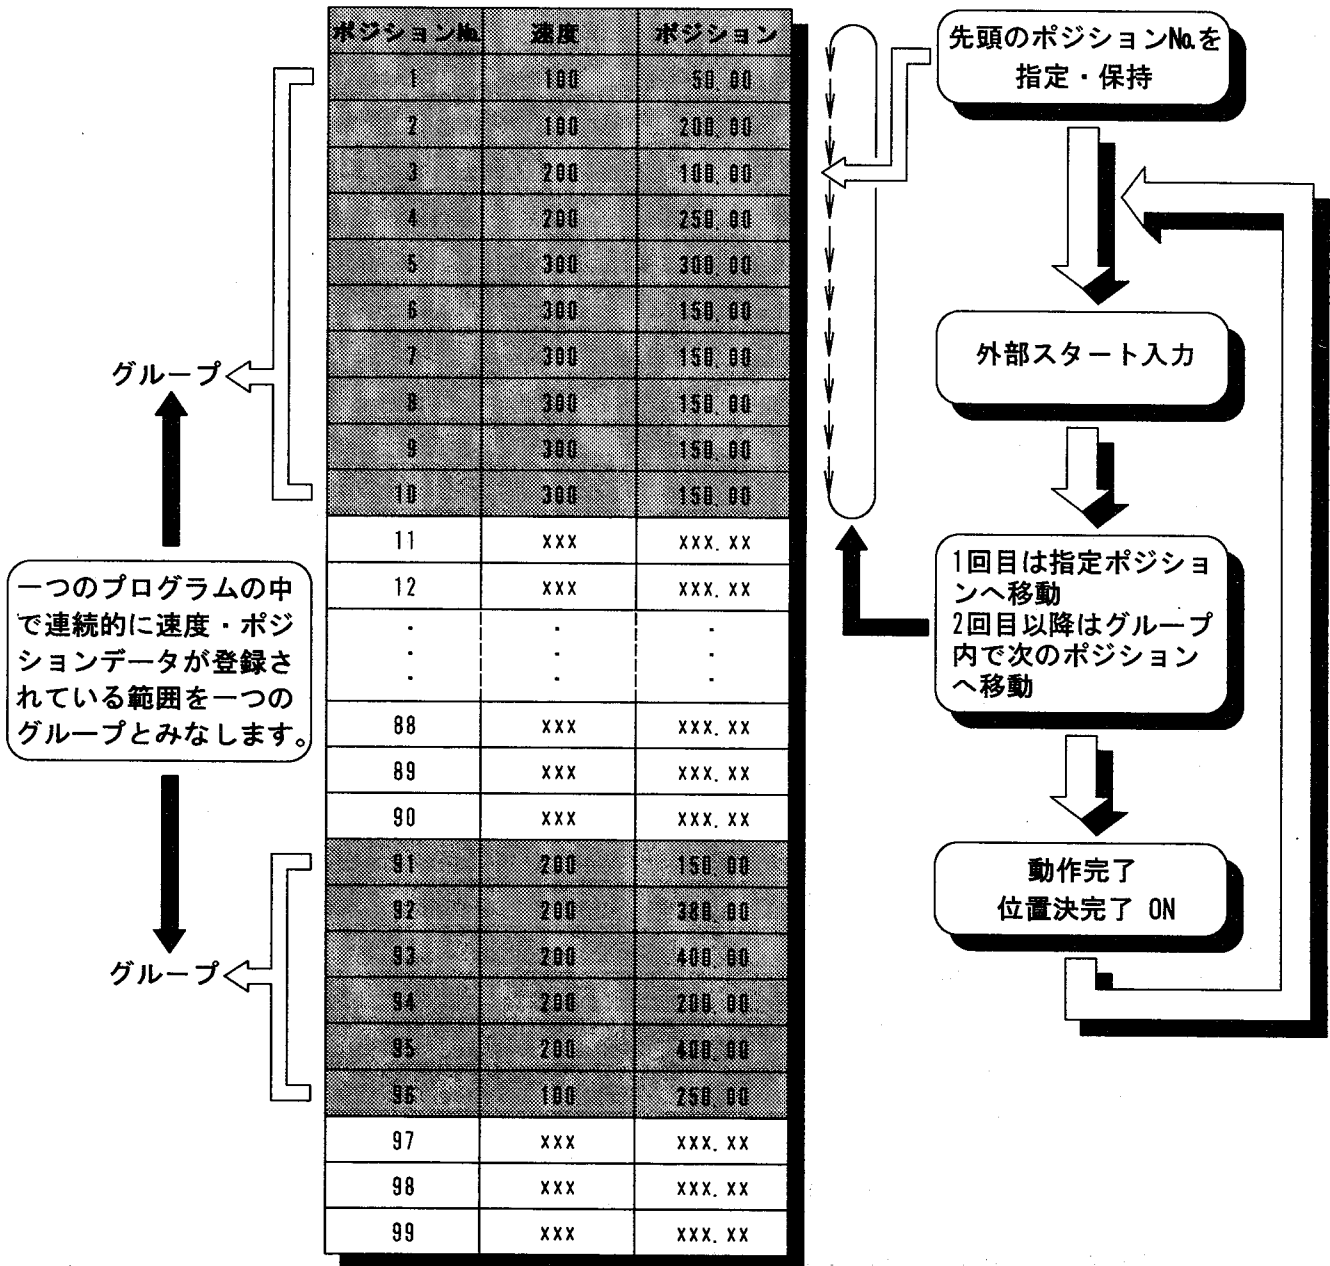 ポジションNo. 速度 ポジション
1 100 50.00
2 100 200.00
3 200 100.00
4 200 250.00
5 300 300.00
6 300 150.00
7 300 150.00
8 300 150.00
9 300 150.00
10 300 150.00
11 xxx xxx.xx
12 xxx xxx.xx
・ ・ ・
・ ・ ・
・ ・ ・
88 xxx xxx.xx
89 xxx xxx.xx
90 xxx xxx.xx
91 200 150.00
92 200 380.00
93 200 400.00
94 200 200.00
95 200 400.00
96 100 250.00
97 xxx xxx.xx
98 xxx xxx.xx
99 xxx xxx.xx
グループ
一つのプログラムの中
で連続的に速度・ポジ
ションデータが登録さ
れている範囲を一つの
グループとみなします。
グループ
先頭のポジションNo.を
指定・保持
外部スタート入力
1回目は指定ポジショ
ンへ移動
2回目以降はグループ
内で次のポジション
へ移動
動作完了
位置決完了 ON